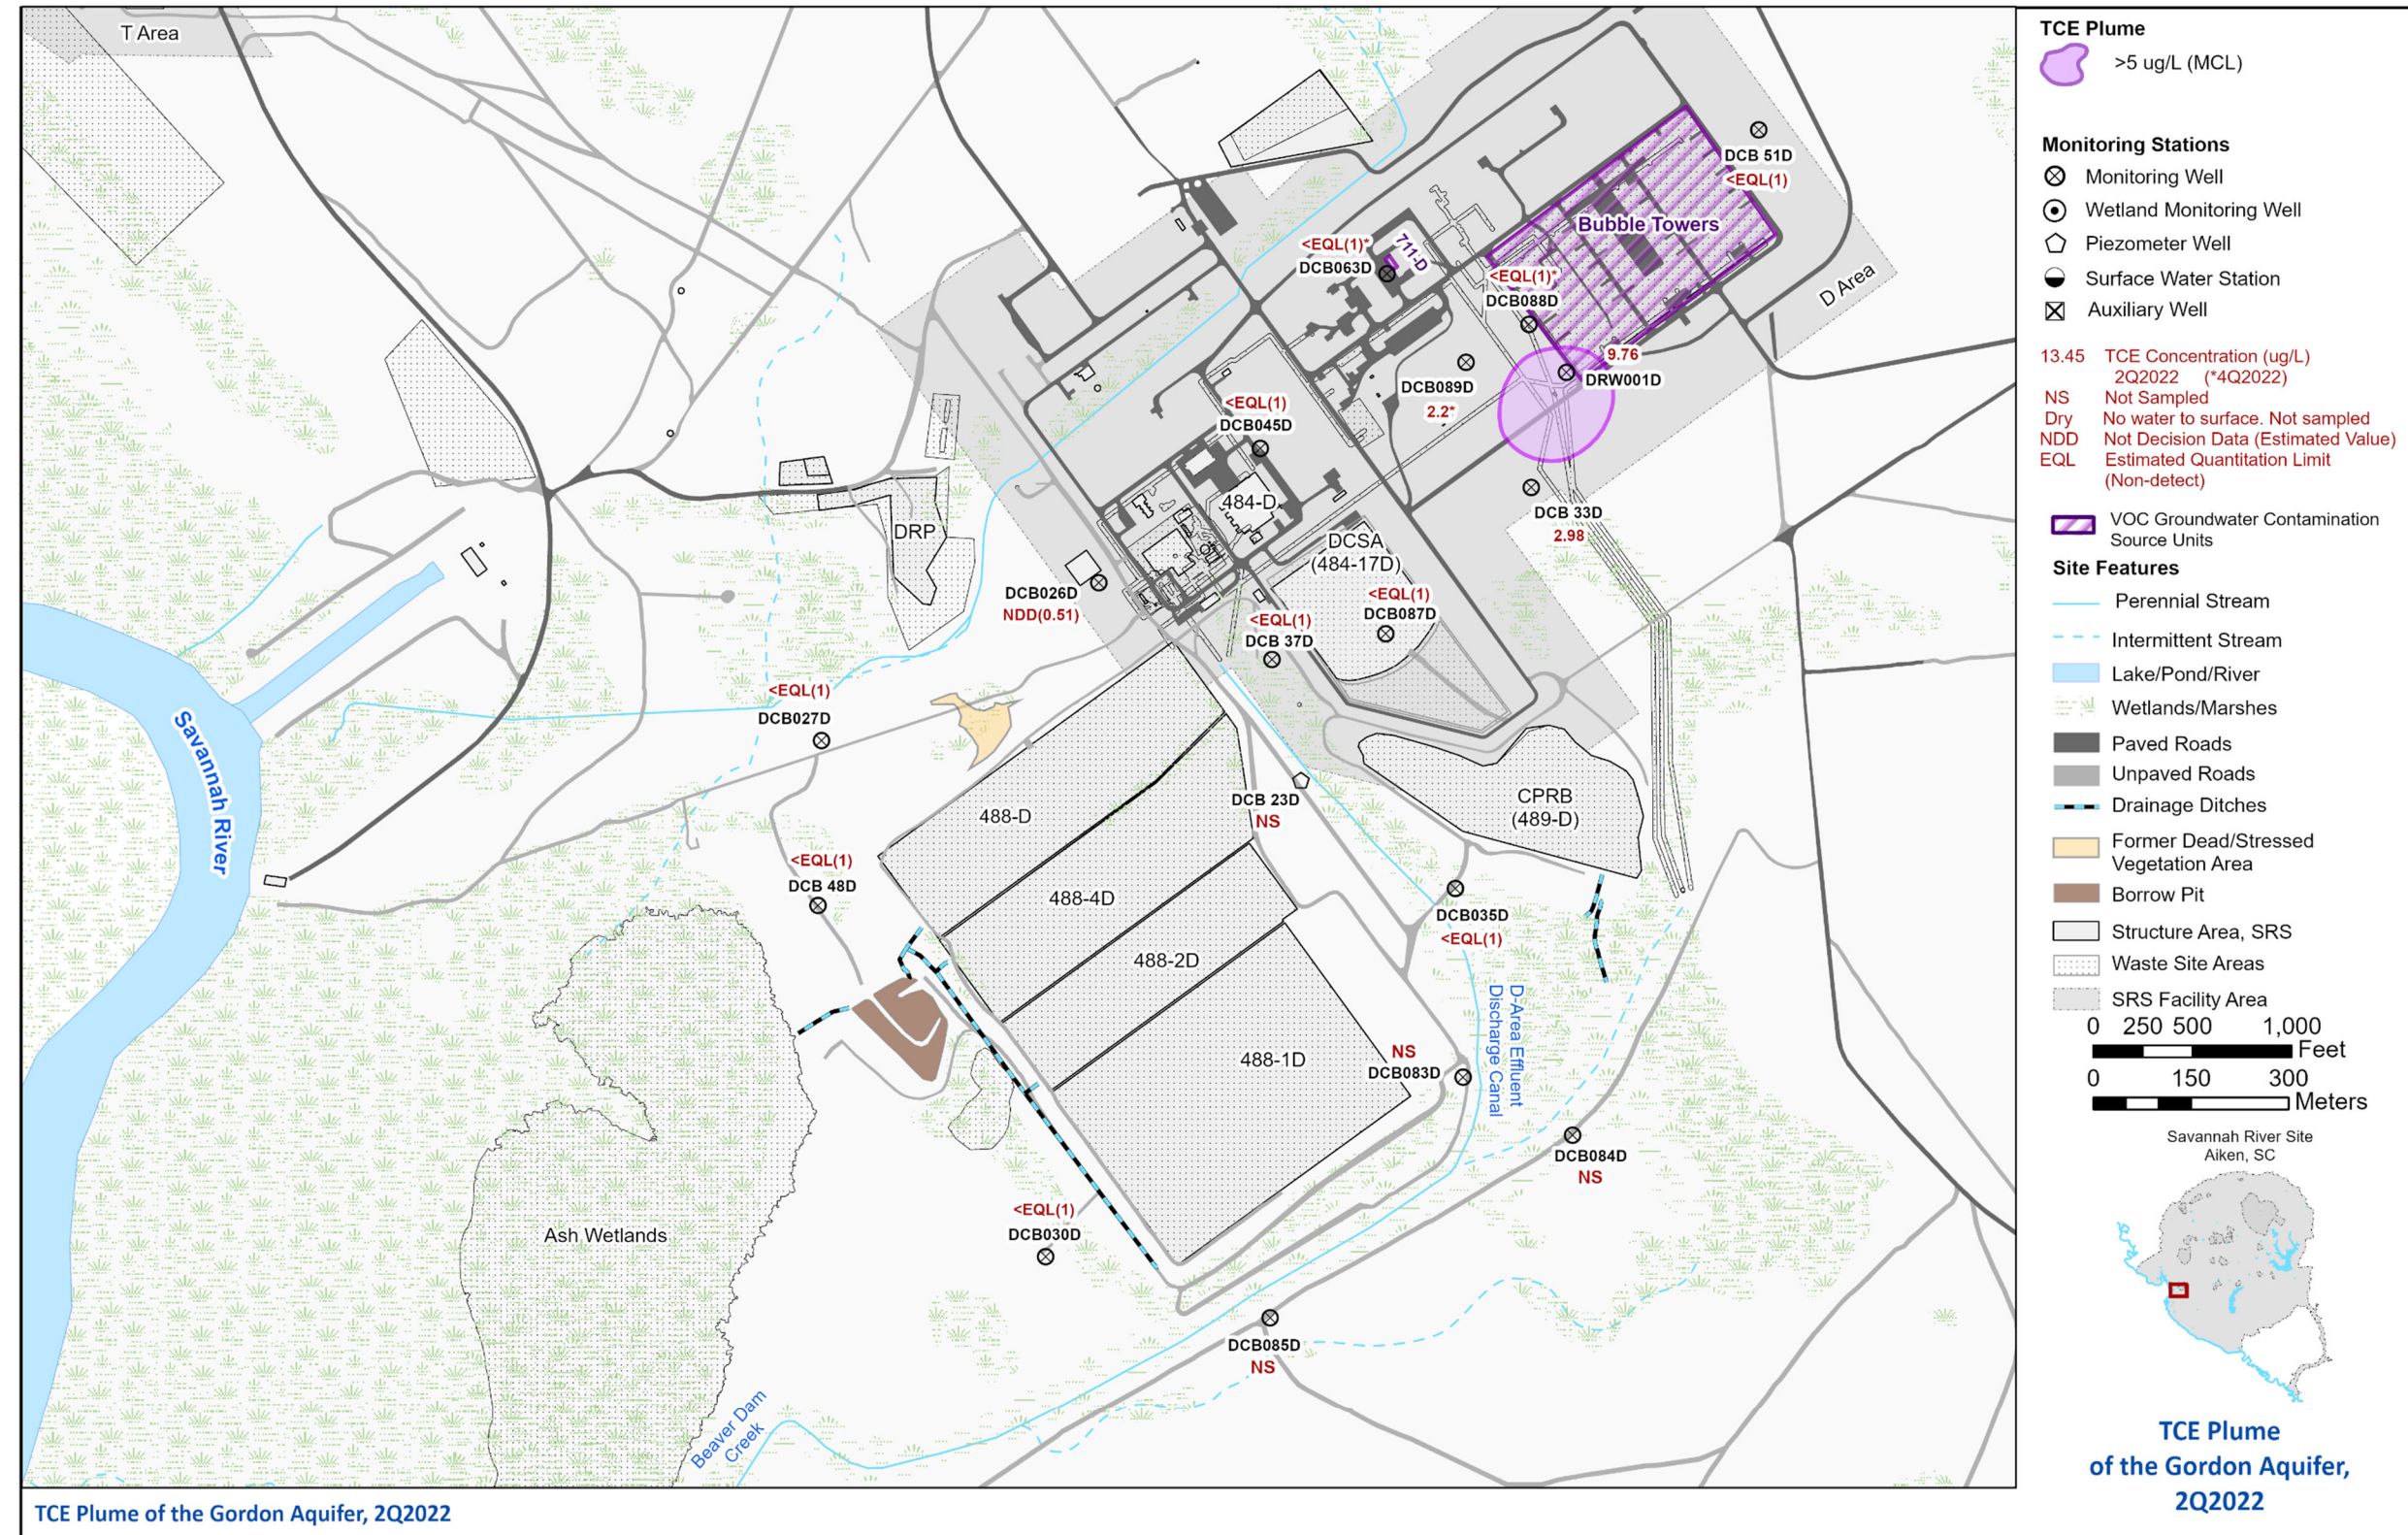 T Area
DCB 51D
<EQL(1)
Bubble Towers
<EQL(1)*
DCB063D
711-D
<EQL(1)*
DCB088D
D Area
9.76
DRW001D
DCB089D
2.2*
<EQL(1)
DCB045D
484-D
DRP
DCB 33D
2.98
DCSA
(484-17D)
DCB026D
NDD(0.51)
<EQL(1)
DCB087D
<EQL(1)
DCB 37D
<EQL(1)
DCB027D
Savannah River
488-D
DCB 23D
NS
CPRB
(489-D)
<EQL(1)
DCB 48D
488-4D
DCB035D
<EQL(1)
488-2D
D-Area Effluent
Discharge Canal
488-1D
NS
DCB083D
DCB084D
NS
Ash Wetlands
<EQL(1)
DCB030D
DCB085D
NS
Beaver Dam
Creek
TCE Plume of the Gordon Aquifer, 2Q2022
TCE Plume
>5 ug/L (MCL)
Monitoring Stations
Monitoring Well
Wetland Monitoring Well
Piezometer Well
Surface Water Station
Auxiliary Well
13.45 TCE Concentration (ug/L)
2Q2022 (*4Q2022)
NS Not Sampled
Dry No water to surface. Not sampled
NDD Not Decision Data (Estimated Value)
EQL Estimated Quantitation Limit
(Non-detect)
VOC Groundwater Contamination
Source Units
Site Features
Perennial Stream
Intermittent Stream
Lake/Pond/River
Wetlands/Marshes
Paved Roads
Unpaved Roads
Drainage Ditches
Former Dead/Stressed
Vegetation Area
Borrow Pit
Structure Area, SRS
Waste Site Areas
SRS Facility Area
0 250 500 1,000
Feet
0 150 300
Meters
Savannah River Site
Aiken, SC
TCE Plume
of the Gordon Aquifer,
2Q2022